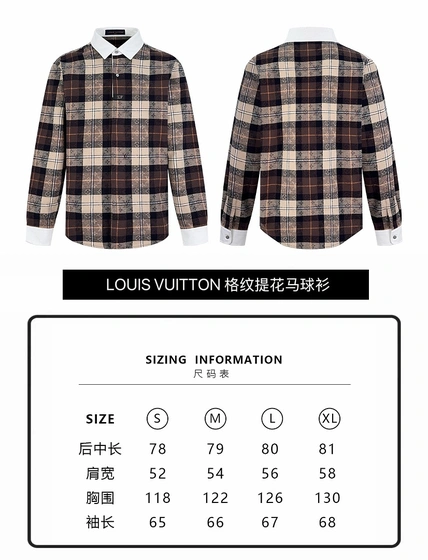 LOUIS VUITTON 格纹提花马球衫
SIZING INFORMATION
尺码表
SIZE S M L XL
后中长 78 79 80 81
肩宽 52 54 56 58
胸围 118 122 126 130
袖长 65 66 67 68